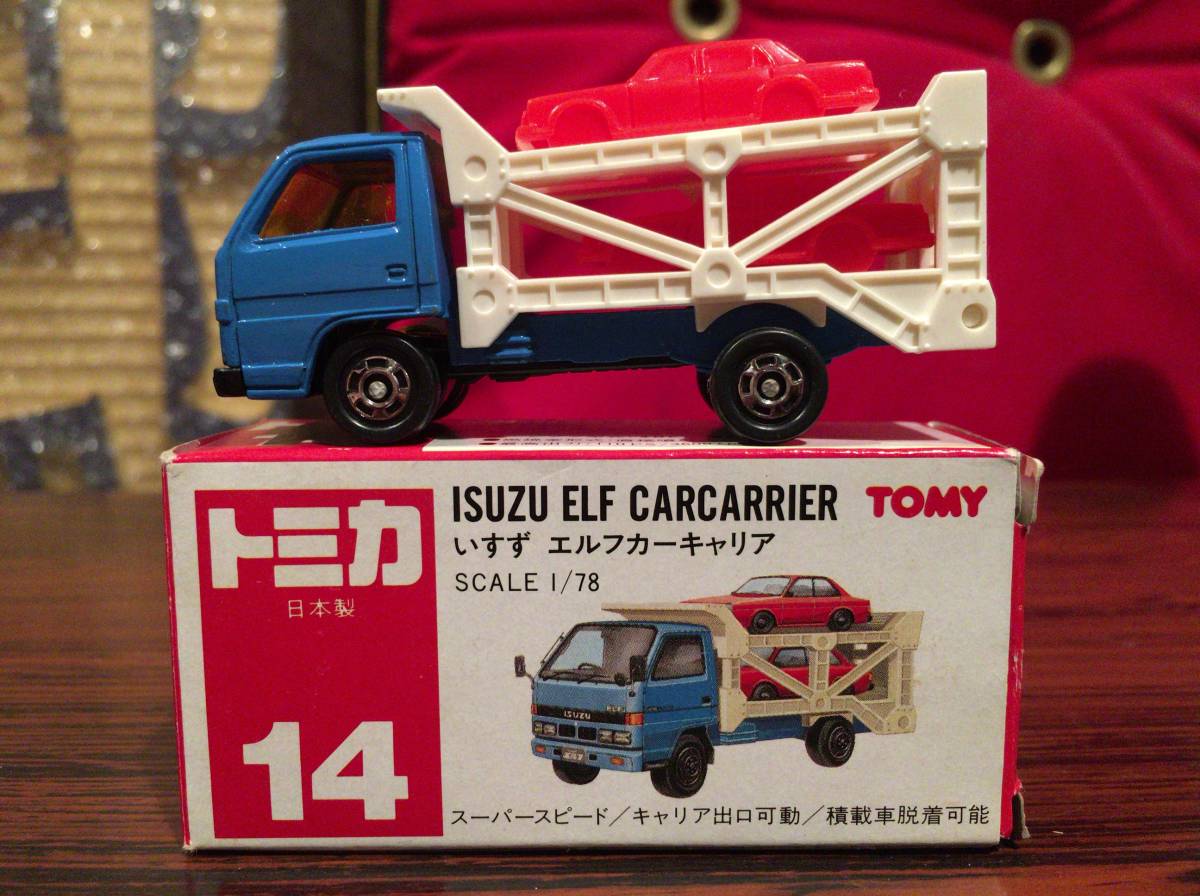 トミカ
日本製
14
ISUZU ELF CARCARRIER
TOMY
いすず エルフカーキャリア
SCALE 1/78
ISUZU
ELF
スーパースピード/キャリア出口可動/積載車脱着可能